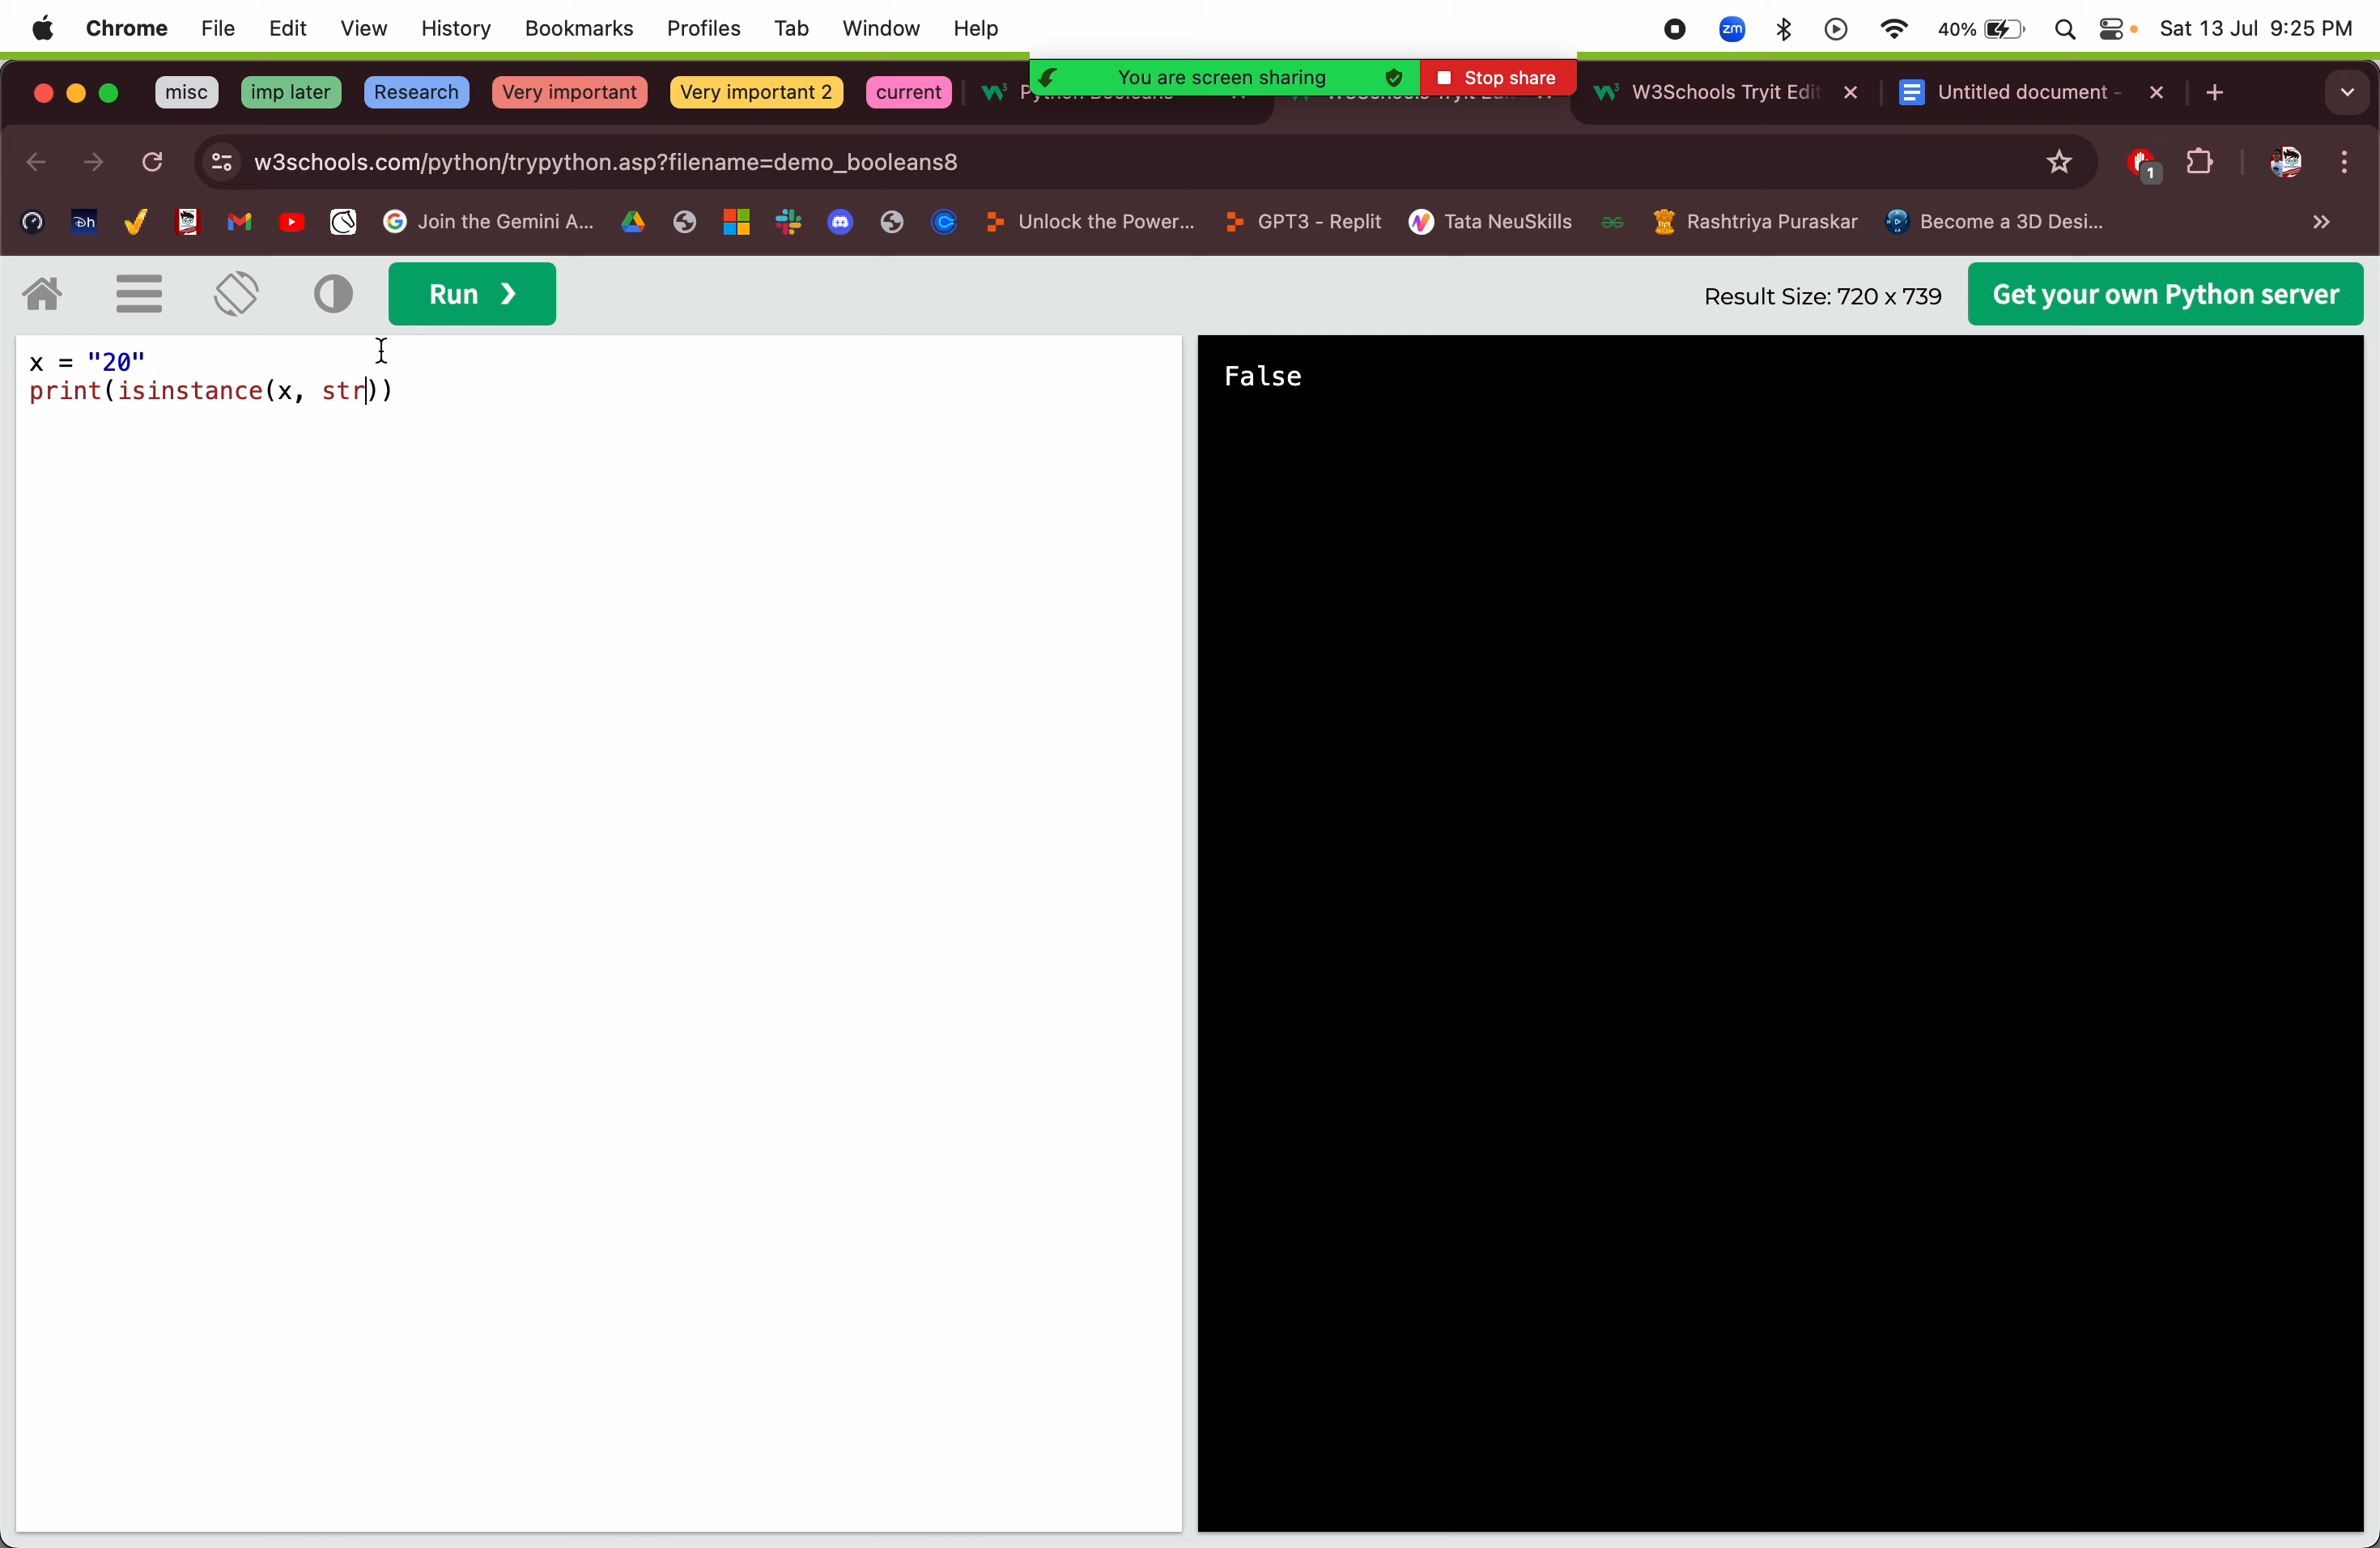 Chrome File Edit View History Bookmarks Profiles Tab Window Help zm 40% Sat 13 Jul 9:25 PM
misc imp later Research Very important Very important 2 current You are screen sharing Stop share W3Schools Tryit Edit Untitled document -
w3schools.com/python/trypython.asp?filename=demo_booleans8 1
Join the Gemini A... Unlock the Power... GPT3 - Replit Tata NeuSkills Rashtriya Puraskar Become a 3D Desi...
Run ❯ Result Size: 720 x 739 Get your own Python server
x = "20"
print(isinstance(x, str))
False